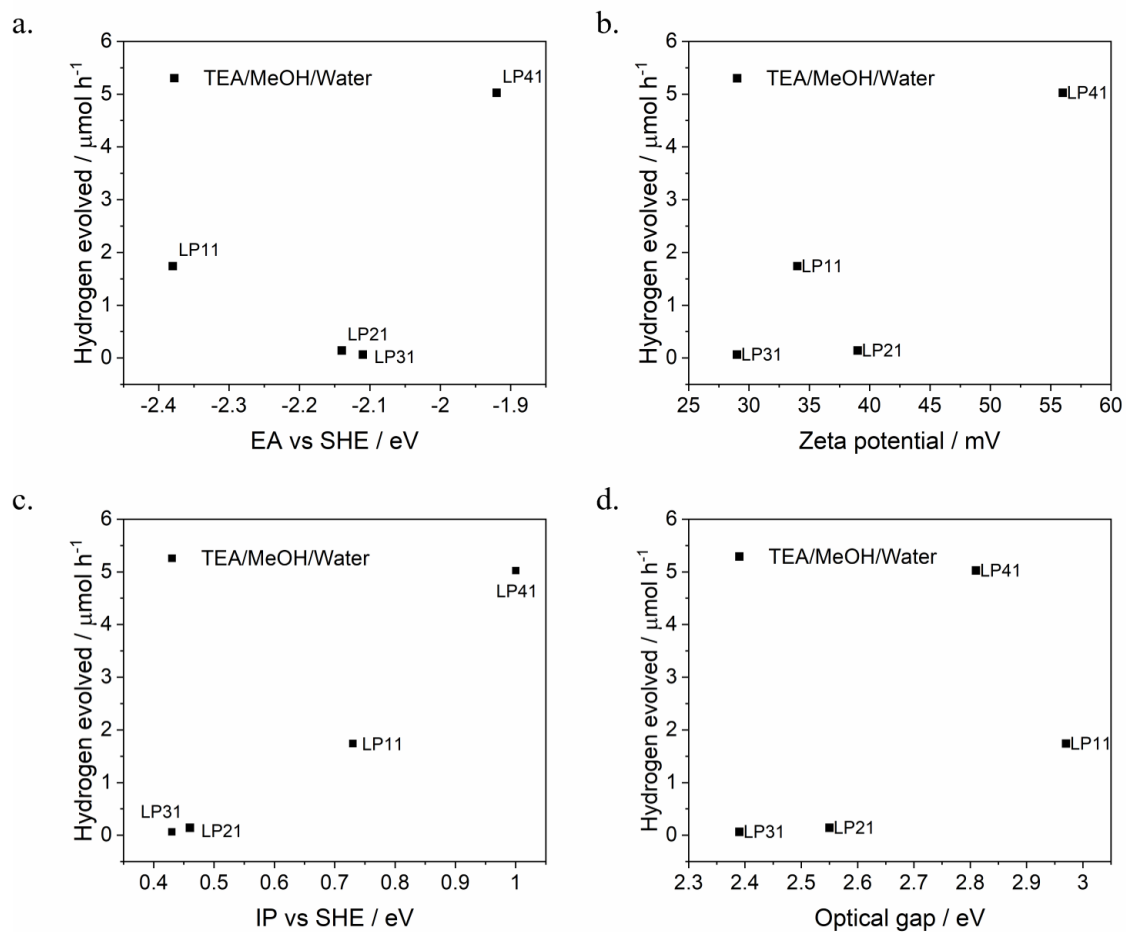 a.
Hydrogen evolved / μmol h⁻¹
6
5
4
3
2
1
0
TEA/MeOH/Water
LP41
LP11
LP21
LP31
-2.4 -2.3 -2.2 -2.1 -2 -1.9
EA vs SHE / eV
b.
Hydrogen evolved / μmol h⁻¹
6
5
4
3
2
1
0
TEA/MeOH/Water
LP41
LP11
LP31
LP21
25 30 35 40 45 50 55 60
Zeta potential / mV
c.
Hydrogen evolved / μmol h⁻¹
6
5
4
3
2
1
0
TEA/MeOH/Water
LP41
LP11
LP31
LP21
0.4 0.5 0.6 0.7 0.8 0.9 1
IP vs SHE / eV
d.
Hydrogen evolved / μmol h⁻¹
6
5
4
3
2
1
0
TEA/MeOH/Water
LP41
LP11
LP31
LP21
2.3 2.4 2.5 2.6 2.7 2.8 2.9 3
Optical gap / eV